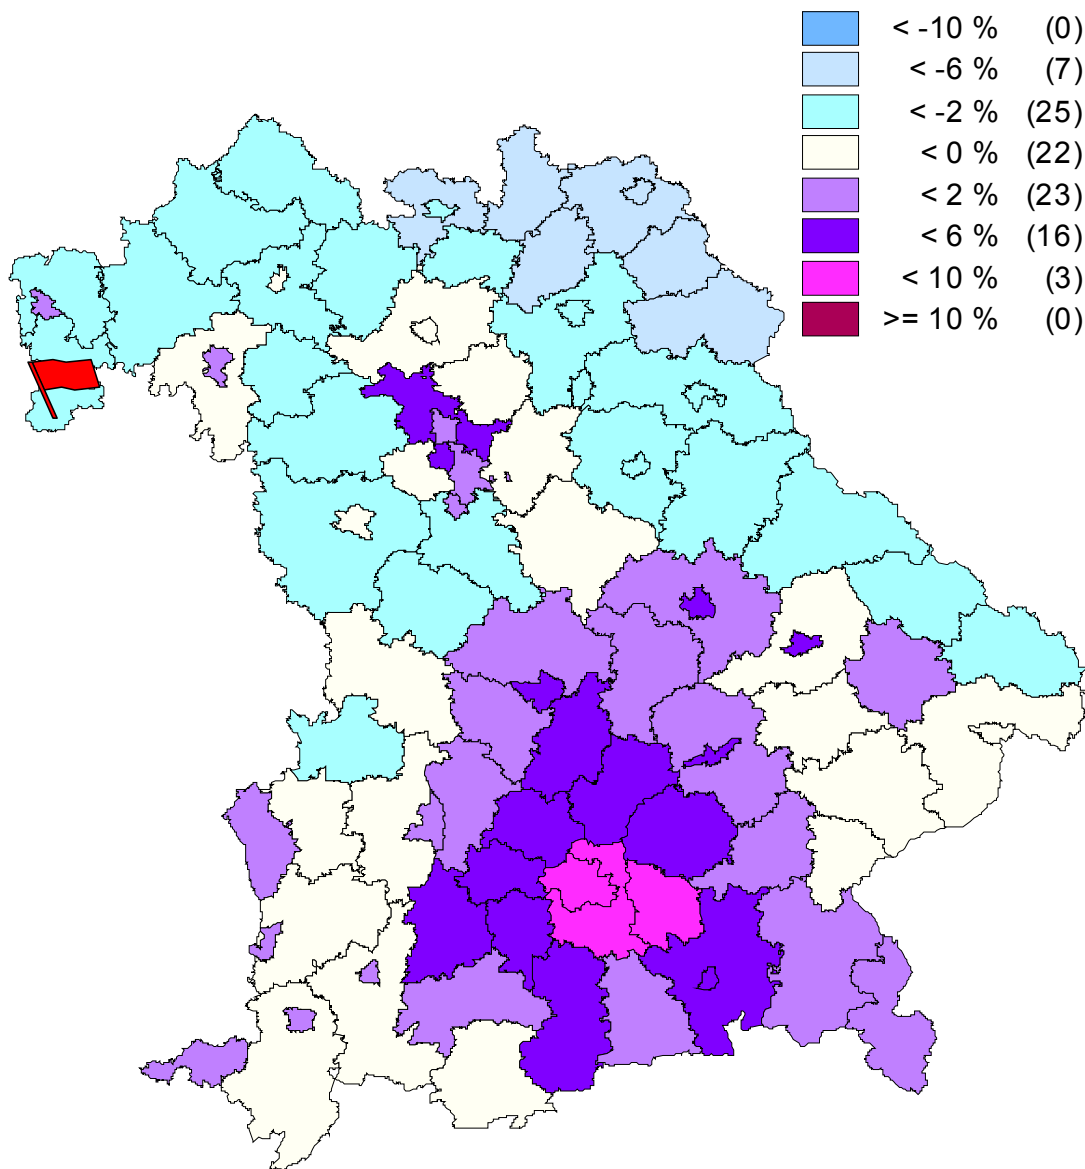 < -10 % (0)
< -6 % (7)
< -2 % (25)
< 0 % (22)
< 2 % (23)
< 6 % (16)
< 10 % (3)
>= 10 % (0)